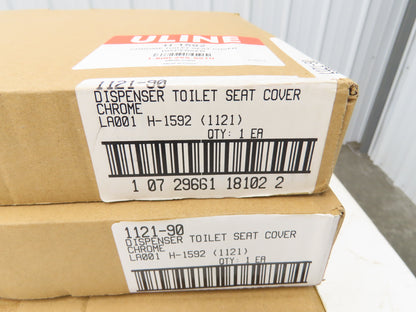 ULINE
H-1592
1121-90
DISPENSER TOILET SEAT COVER
CHROME
LA001 H-1592 (1121)
QTY: 1 EA
1 07 29661 18102 2
1121-90
DISPENSER TOILET SEAT COVER
CHROME
LA001 H-1592 (1121)
QTY: 1 EA